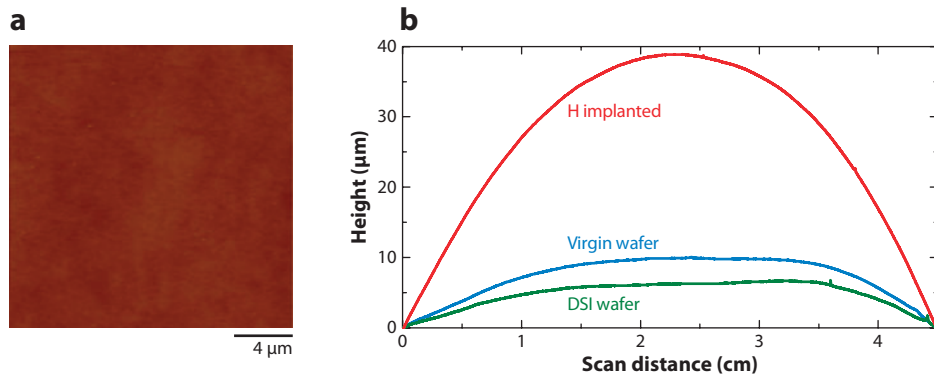 a
4 µm
b
Height (µm)
40
30
20
10
0
H implanted
Virgin wafer
DSI wafer
0 1 2 3 4
Scan distance (cm)